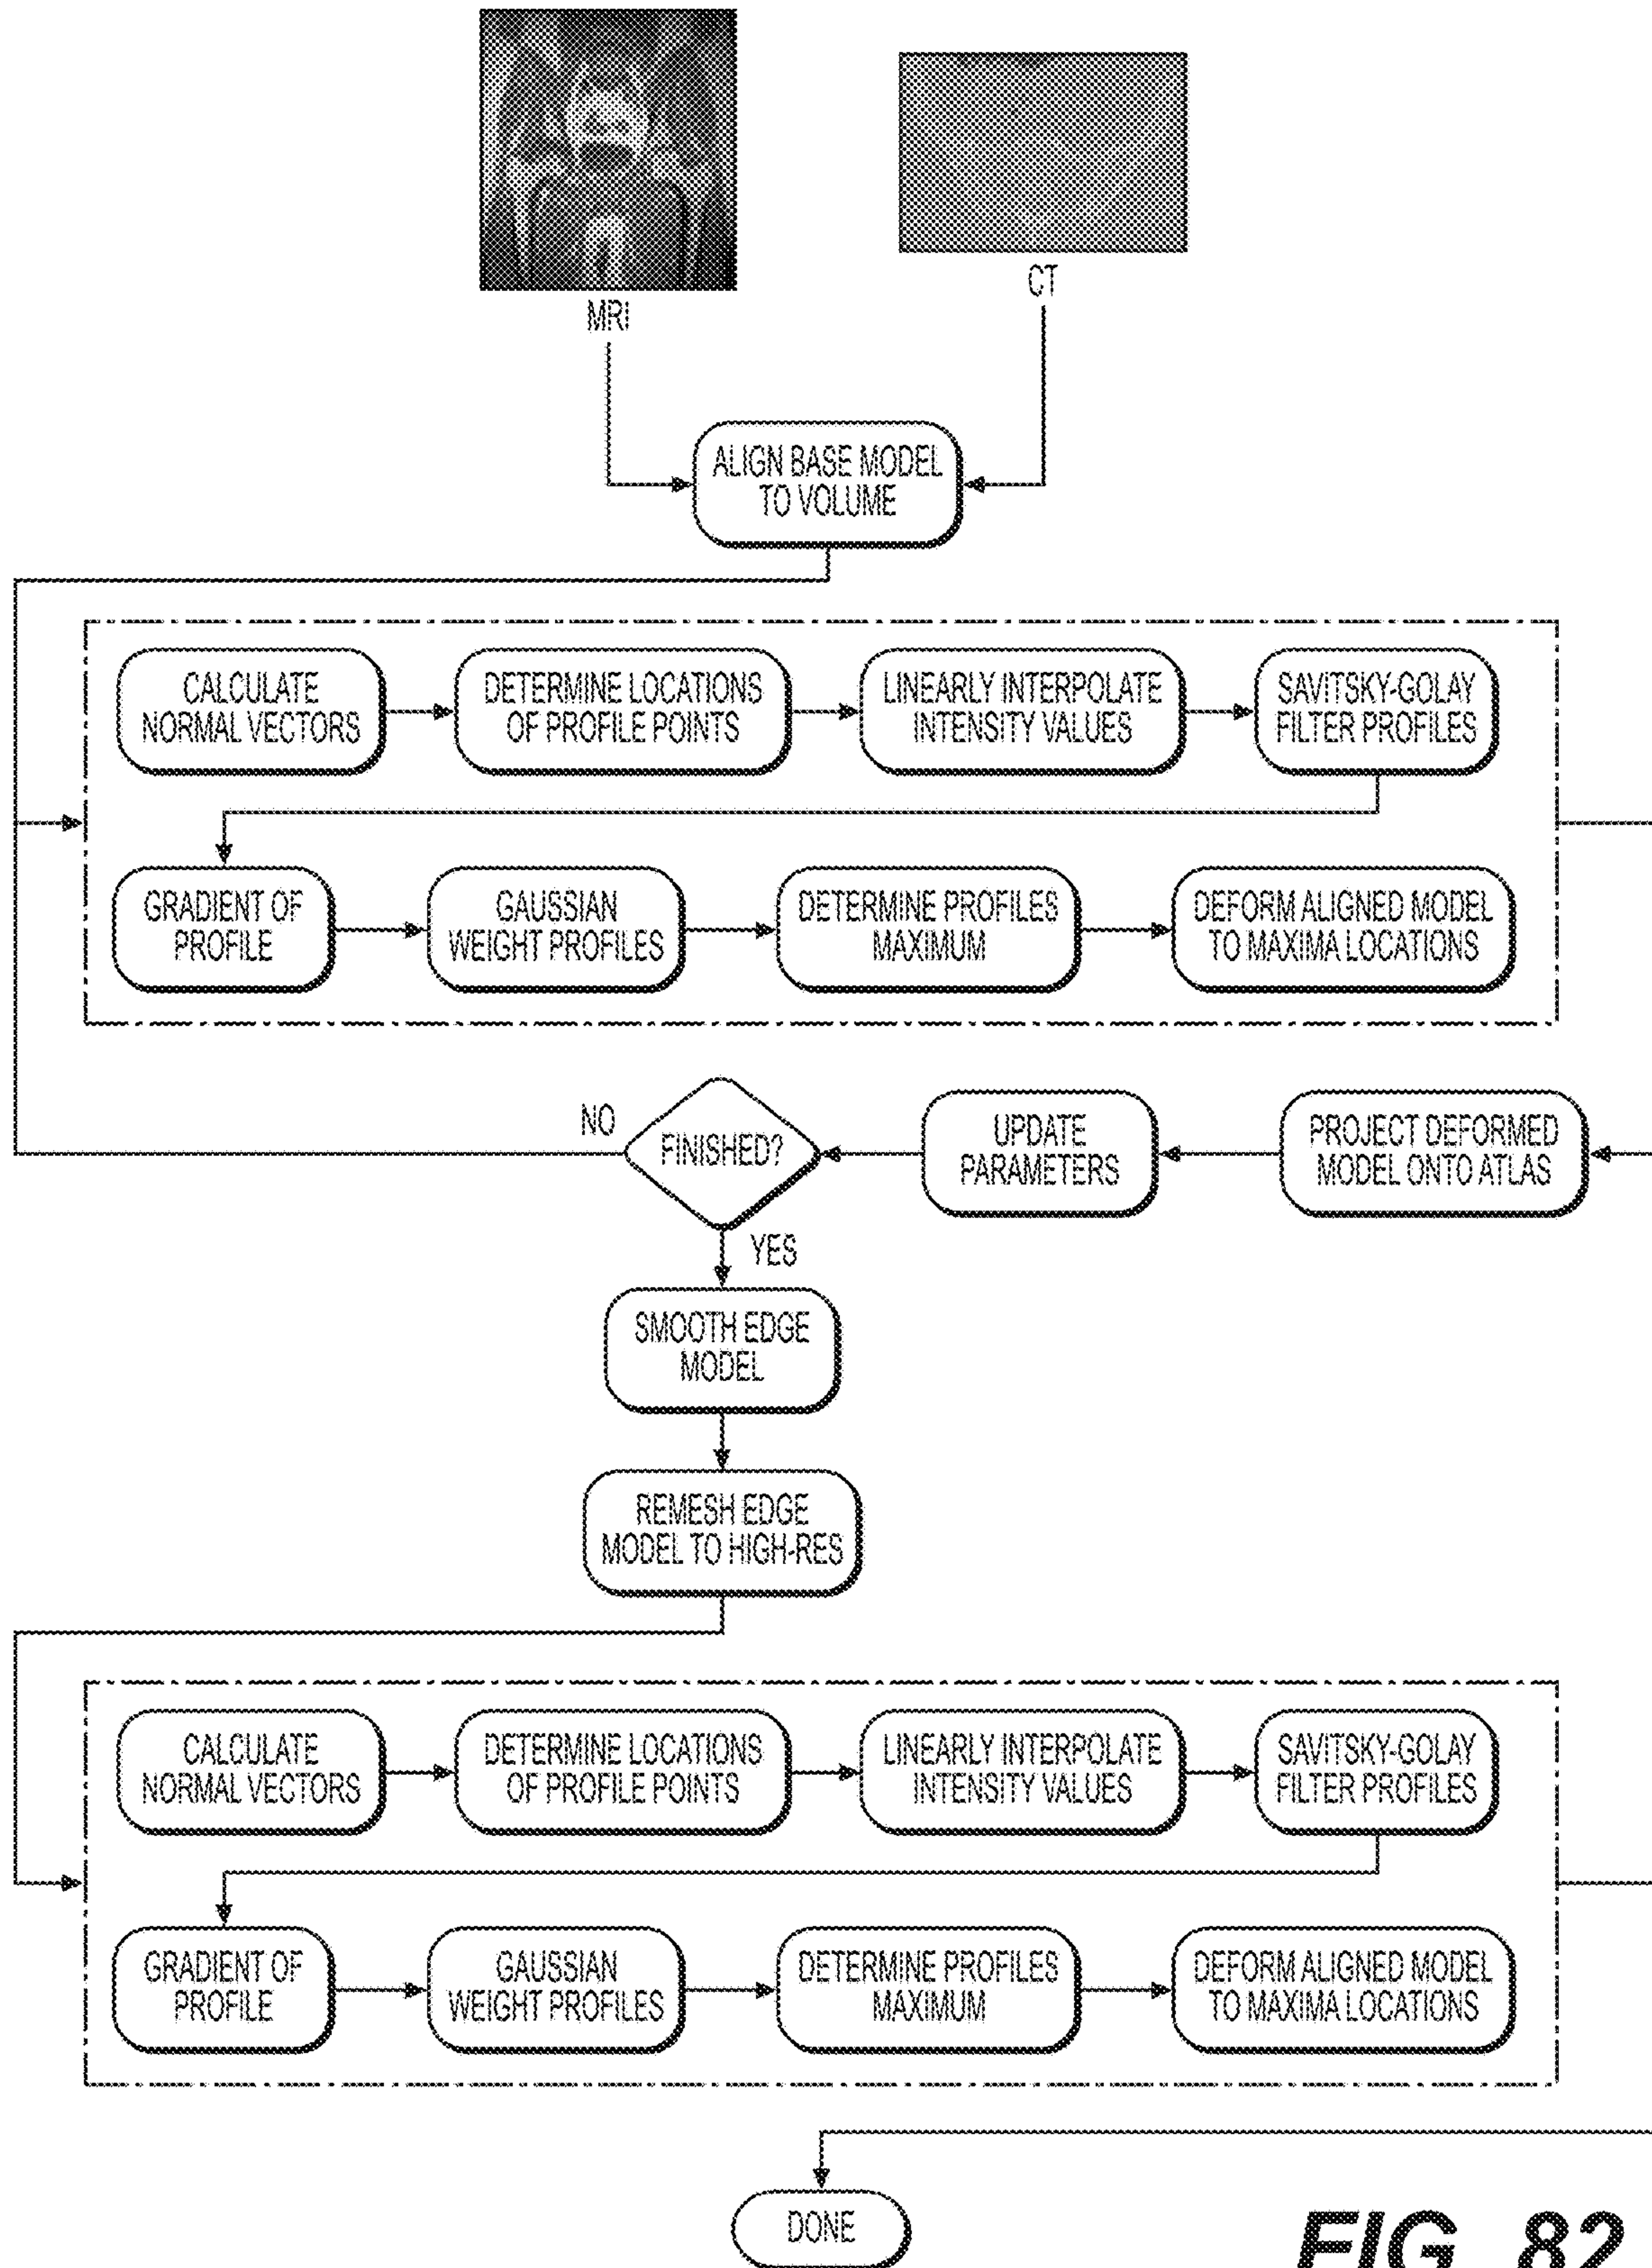 MRI
CT
ALIGN BASE MODEL
TO VOLUME
CALCULATE
NORMAL VECTORS
DETERMINE LOCATIONS
OF PROFILE POINTS
LINEARLY INTERPOLATE
INTENSITY VALUES
SAVITSKY-GOLAY
FILTER PROFILES
GRADIENT OF
PROFILE
GAUSSIAN
WEIGHT PROFILES
DETERMINE PROFILES
MAXIMUM
DEFORM ALIGNED MODEL
TO MAXIMA LOCATIONS
NO
FINISHED?
UPDATE
PARAMETERS
PROJECT DEFORMED
MODEL ONTO ATLAS
YES
SMOOTH EDGE
MODEL
REMESH EDGE
MODEL TO HIGH-RES
CALCULATE
NORMAL VECTORS
DETERMINE LOCATIONS
OF PROFILE POINTS
LINEARLY INTERPOLATE
INTENSITY VALUES
SAVITSKY-GOLAY
FILTER PROFILES
GRADIENT OF
PROFILE
GAUSSIAN
WEIGHT PROFILES
DETERMINE PROFILES
MAXIMUM
DEFORM ALIGNED MODEL
TO MAXIMA LOCATIONS
DONE
FIG. 82